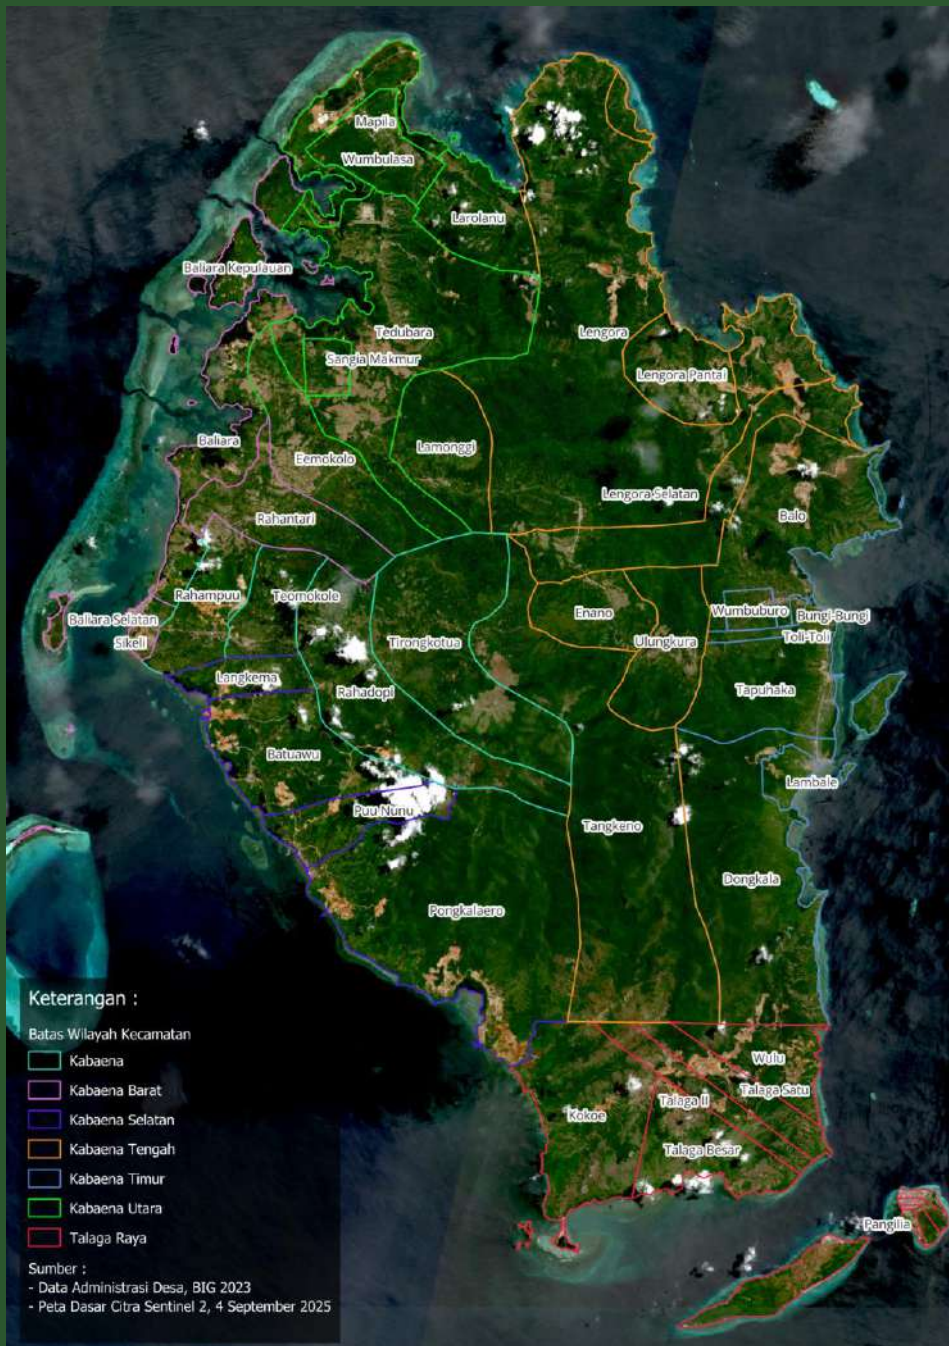 Mapila
Wumbulasa
Larolanu
Baliara Kepulauan
Tedubara
Lengora
Sangia Makmur
Lengora Pantai
Baliara
Lamonggi
Eemokolo
Lengora Selatan
Balo
Rahantari
Rahampuu
Teomokole
Enano
Wumbuburo
Bungi-Bungi
Baliara Selatan
Toli-Toli
Sikeli
Tirongkotua
Ulungkura
Langkema
Rahadopi
Tapuhaka
Batuawu
Lambale
Puu Nunu
Tangkeno
Dongkala
Pongkalaero
Wulu
Talaga Satu
Talaga II
Kokoe
Talaga Besar
Pangilia
Keterangan :
Batas Wilayah Kecamatan
Kabaena
Kabaena Barat
Kabaena Selatan
Kabaena Tengah
Kabaena Timur
Kabaena Utara
Talaga Raya
Sumber :
- Data Administrasi Desa, BIG 2023
- Peta Dasar Citra Sentinel 2, 4 September 2025